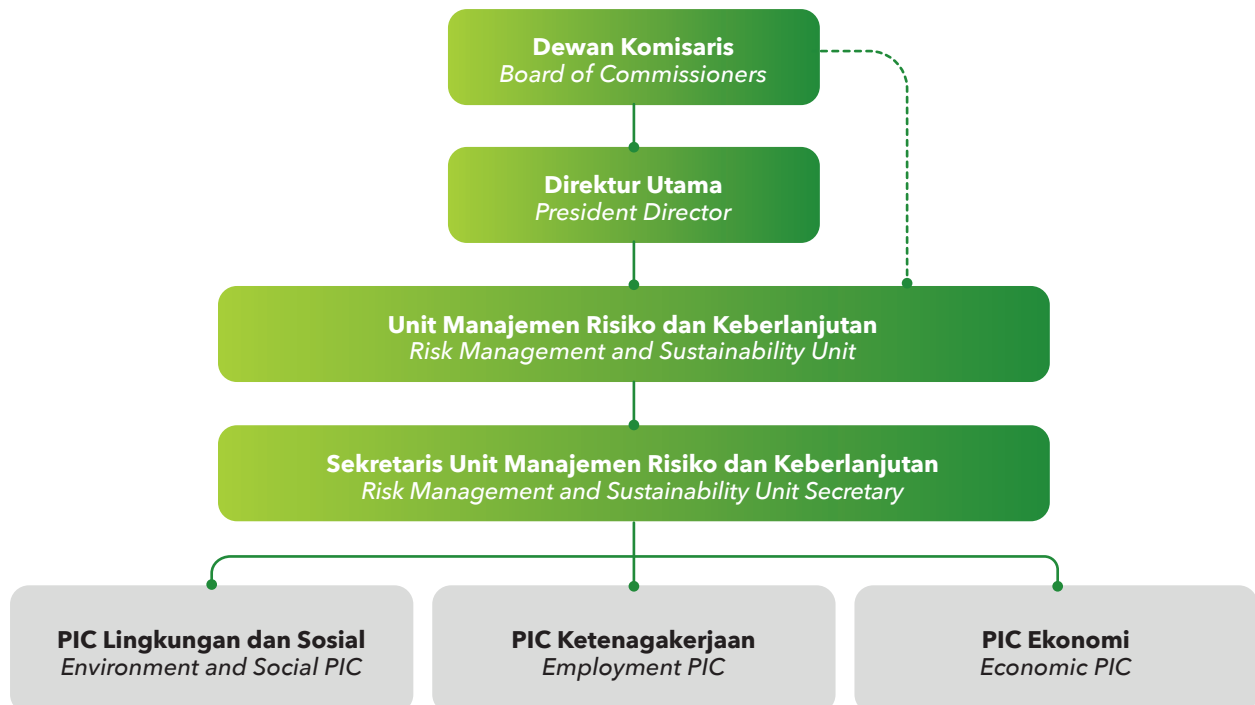 Dewan Komisaris
Board of Commissioners
Direktur Utama
President Director
Unit Manajemen Risiko dan Keberlanjutan
Risk Management and Sustainability Unit
Sekretaris Unit Manajemen Risiko dan Keberlanjutan
Risk Management and Sustainability Unit Secretary
PIC Lingkungan dan Sosial
Environment and Social PIC
PIC Ketenagakerjaan
Employment PIC
PIC Ekonomi
Economic PIC